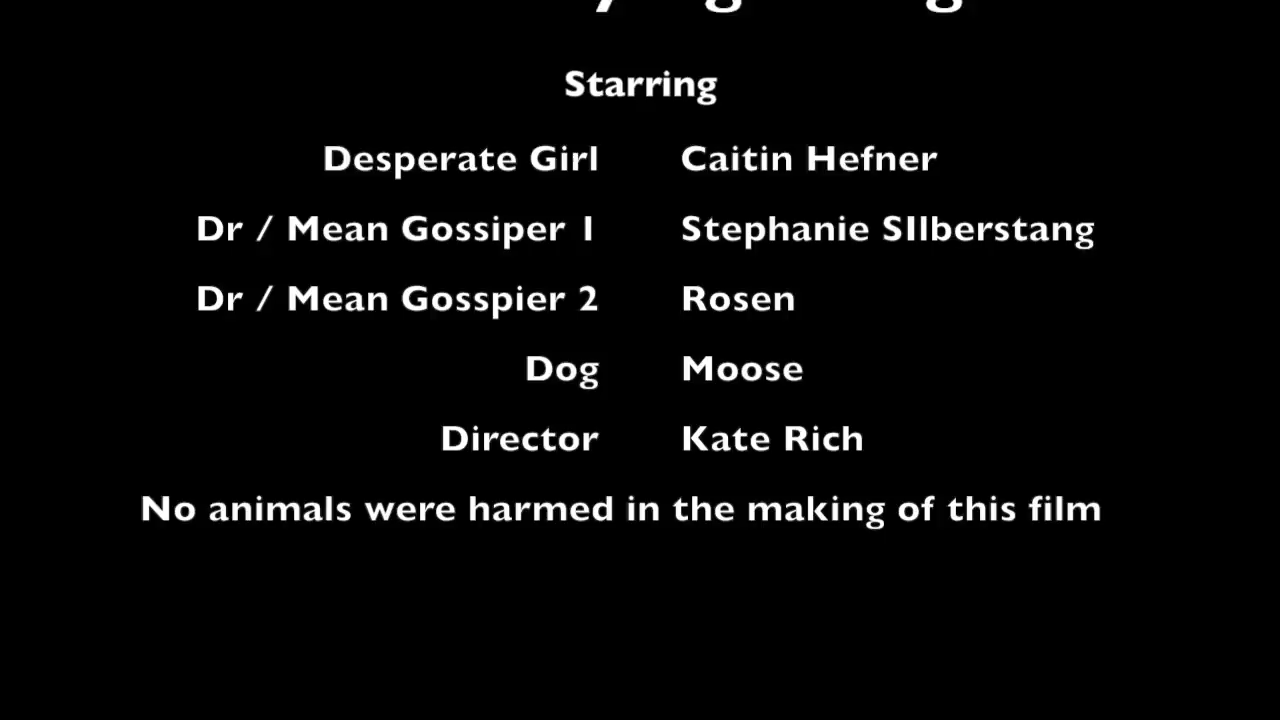 Starring
Desperate Girl Caitin Hefner
Dr / Mean Gossiper 1 Stephanie SIlberstang
Dr / Mean Gosspier 2 Rosen
Dog Moose
Director Kate Rich
No animals were harmed in the making of this film